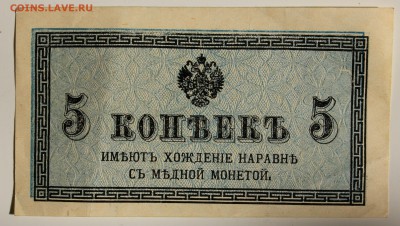 COINS.LAVE.RU
5 КОПѢЕКЪ 5
ИМѢЮТЪ ХОЖДЕНІЕ НАРАВНѢ
СЪ МѢДНОЙ МОНЕТОЙ.